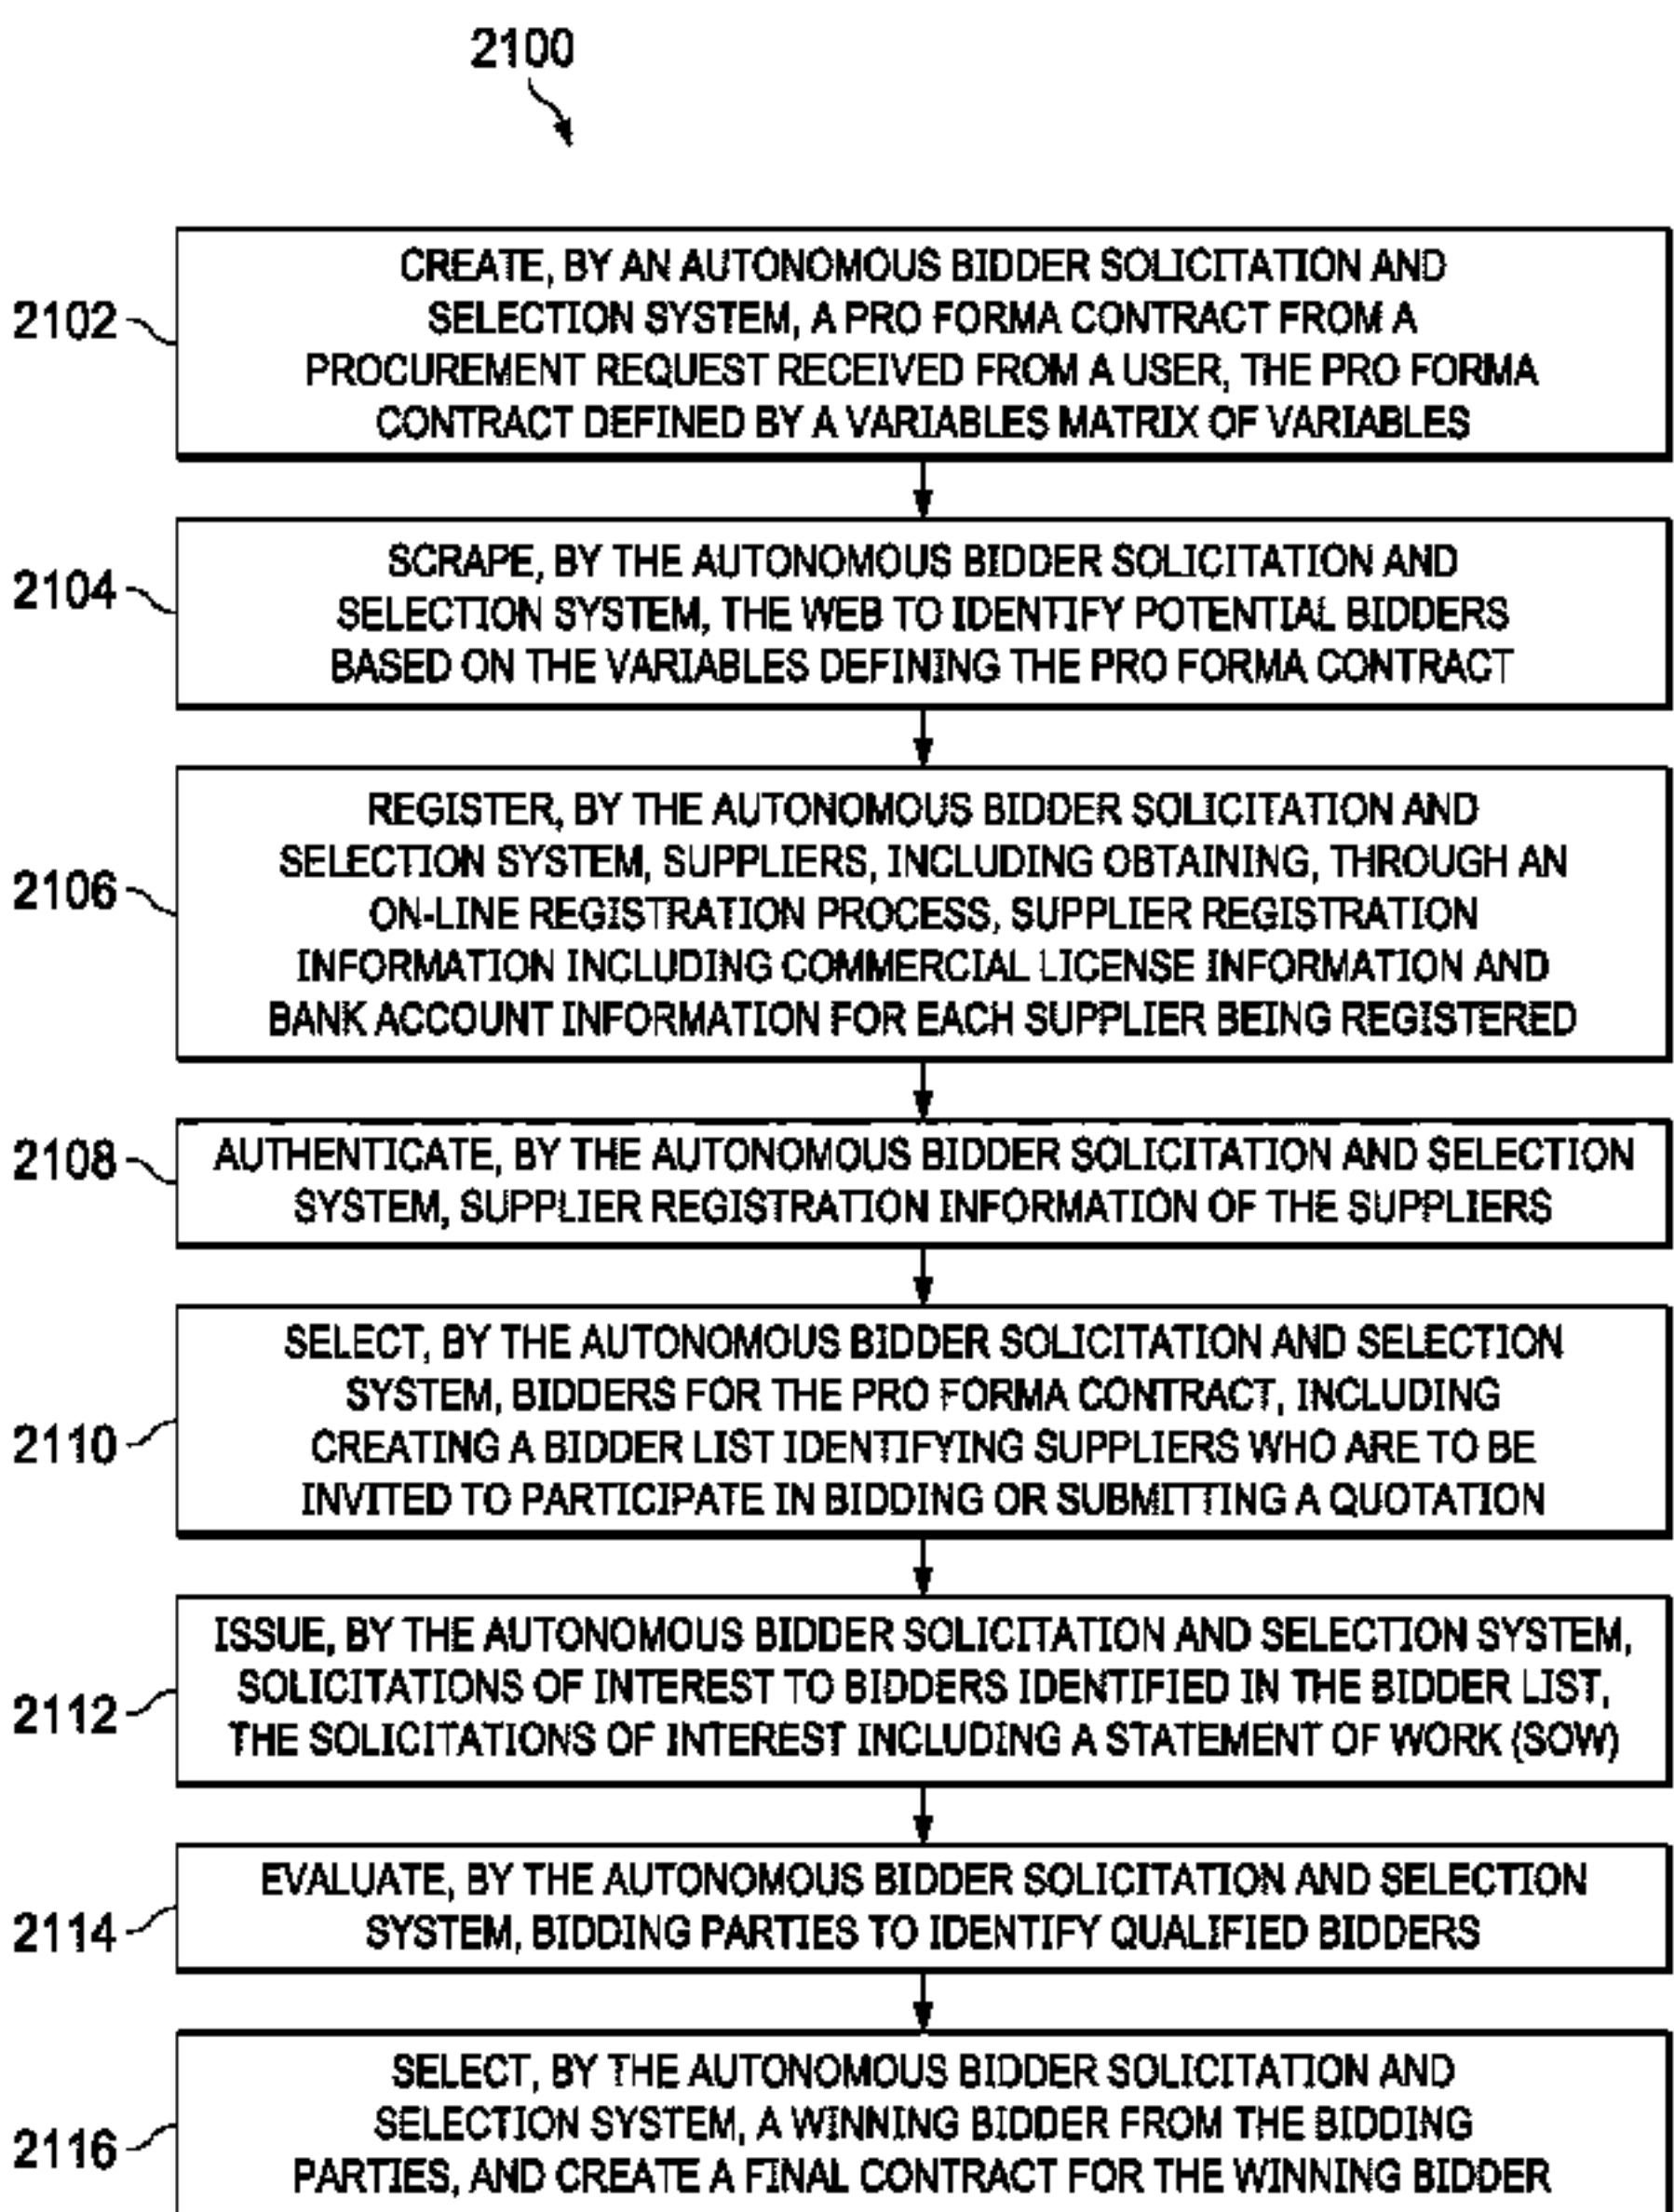 2100
2102
CREATE, BY AN AUTONOMOUS BIDDER SOLICITATION AND
SELECTION SYSTEM, A PRO FORMA CONTRACT FROM A
PROCUREMENT REQUEST RECEIVED FROM A USER, THE PRO FORMA
CONTRACT DEFINED BY A VARIABLES MATRIX OF VARIABLES
2104
SCRAPE, BY THE AUTONOMOUS BIDDER SOLICITATION AND
SELECTION SYSTEM, THE WEB TO IDENTIFY POTENTIAL BIDDERS
BASED ON THE VARIABLES DEFINING THE PRO FORMA CONTRACT
2106
REGISTER, BY THE AUTONOMOUS BIDDER SOLICITATION AND
SELECTION SYSTEM, SUPPLIERS, INCLUDING OBTAINING, THROUGH AN
ON-LINE REGISTRATION PROCESS, SUPPLIER REGISTRATION
INFORMATION INCLUDING COMMERCIAL LICENSE INFORMATION AND
BANK ACCOUNT INFORMATION FOR EACH SUPPLIER BEING REGISTERED
2108
AUTHENTICATE, BY THE AUTONOMOUS BIDDER SOLICITATION AND SELECTION
SYSTEM, SUPPLIER REGISTRATION INFORMATION OF THE SUPPLIERS
2110
SELECT, BY THE AUTONOMOUS BIDDER SOLICITATION AND SELECTION
SYSTEM, BIDDERS FOR THE PRO FORMA CONTRACT, INCLUDING
CREATING A BIDDER LIST IDENTIFYING SUPPLIERS WHO ARE TO BE
INVITED TO PARTICIPATE IN BIDDING OR SUBMITTING A QUOTATION
2112
ISSUE, BY THE AUTONOMOUS BIDDER SOLICITATION AND SELECTION SYSTEM,
SOLICITATIONS OF INTEREST TO BIDDERS IDENTIFIED IN THE BIDDER LIST,
THE SOLICITATIONS OF INTEREST INCLUDING A STATEMENT OF WORK (SOW)
2114
EVALUATE, BY THE AUTONOMOUS BIDDER SOLICITATION AND SELECTION
SYSTEM, BIDDING PARTIES TO IDENTIFY QUALIFIED BIDDERS
2116
SELECT, BY THE AUTONOMOUS BIDDER SOLICITATION AND
SELECTION SYSTEM, A WINNING BIDDER FROM THE BIDDING
PARTIES, AND CREATE A FINAL CONTRACT FOR THE WINNING BIDDER